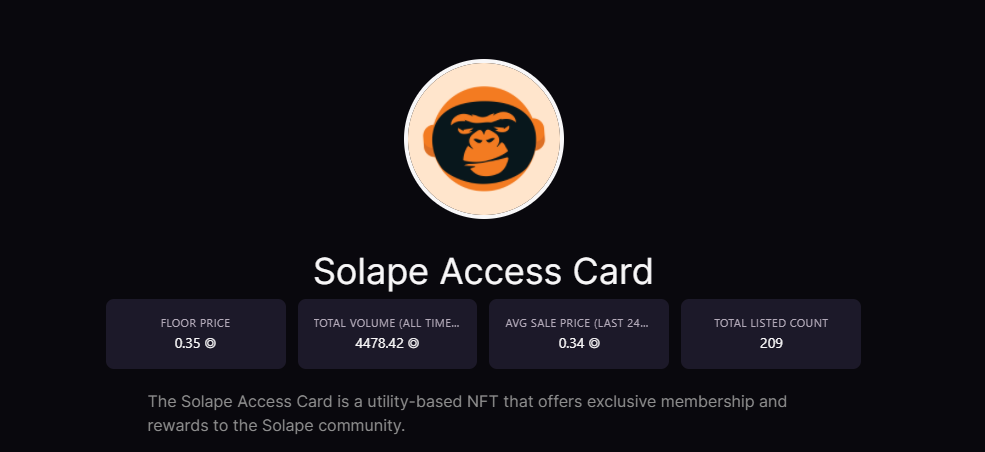 Solape Access Card
FLOOR PRICE
0.35 ◎
TOTAL VOLUME (ALL TIME...
4478.42 ◎
AVG SALE PRICE (LAST 24...
0.34 ◎
TOTAL LISTED COUNT
209
The Solape Access Card is a utility-based NFT that offers exclusive membership and
rewards to the Solape community.